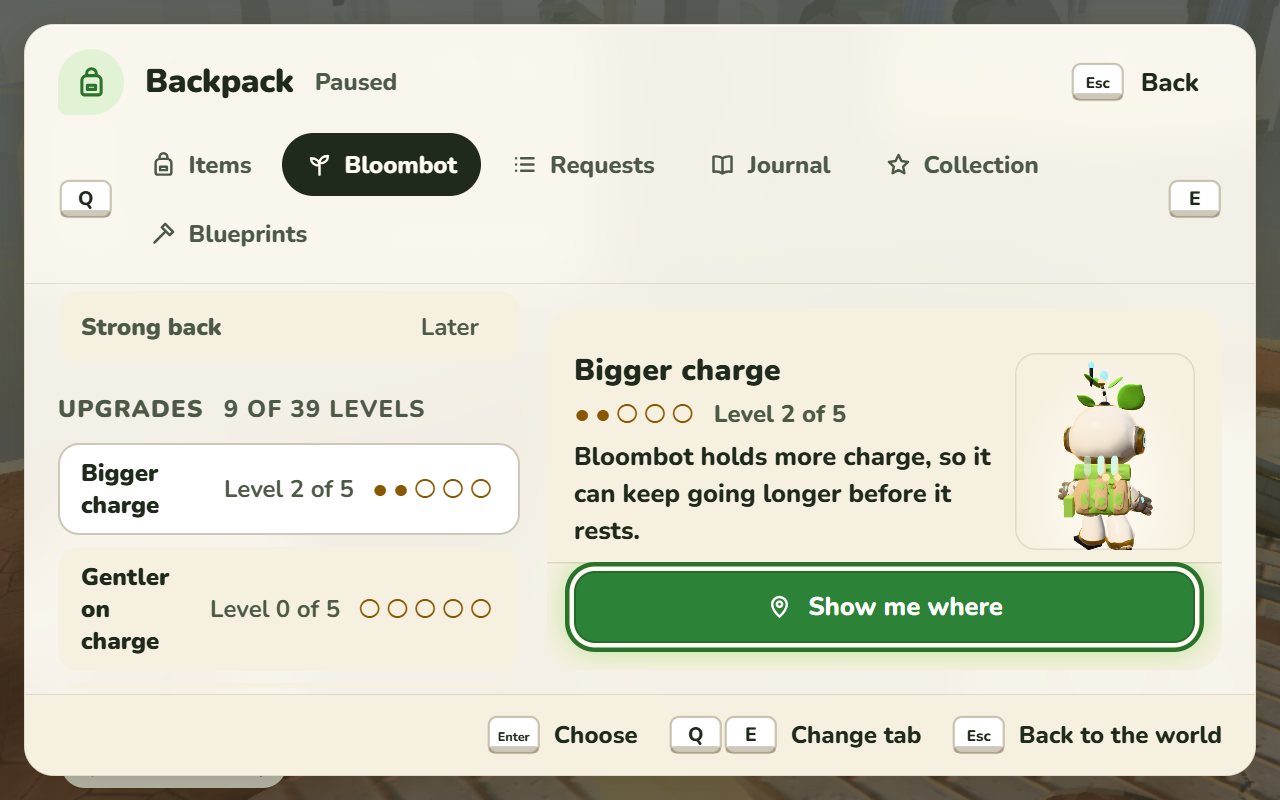 Backpack Paused
Esc Back
Items Bloombot Requests Journal Collection
Q
E
Blueprints
Strong back Later
UPGRADES 9 OF 39 LEVELS
Bigger
charge
Level 2 of 5
Gentler
on
charge
Level 0 of 5
Bigger charge
Level 2 of 5
Bloombot holds more charge, so it
can keep going longer before it
rests.
Show me where
Enter Choose Q E Change tab Esc Back to the world